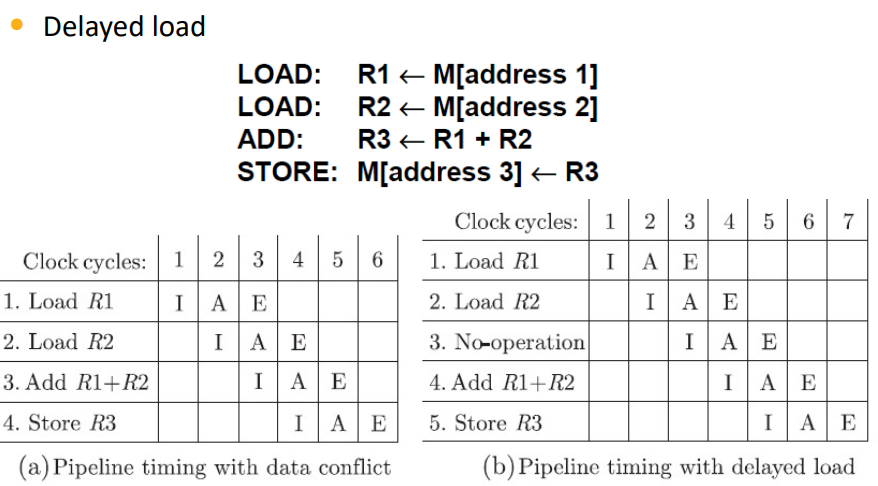 • Delayed load
LOAD: R1 ← M[address 1]
LOAD: R2 ← M[address 2]
ADD: R3 ← R1 + R2
STORE: M[address 3] ← R3
Clock cycles: 1 2 3 4 5 6
1. Load R1 I A E
2. Load R2 I A E
3. Add R1+R2 I A E
4. Store R3 I A E
(a)Pipeline timing with data conflict
Clock cycles: 1 2 3 4 5 6 7
1. Load R1 I A E
2. Load R2 I A E
3. No-operation I A E
4. Add R1+R2 I A E
5. Store R3 I A E
(b)Pipeline timing with delayed load